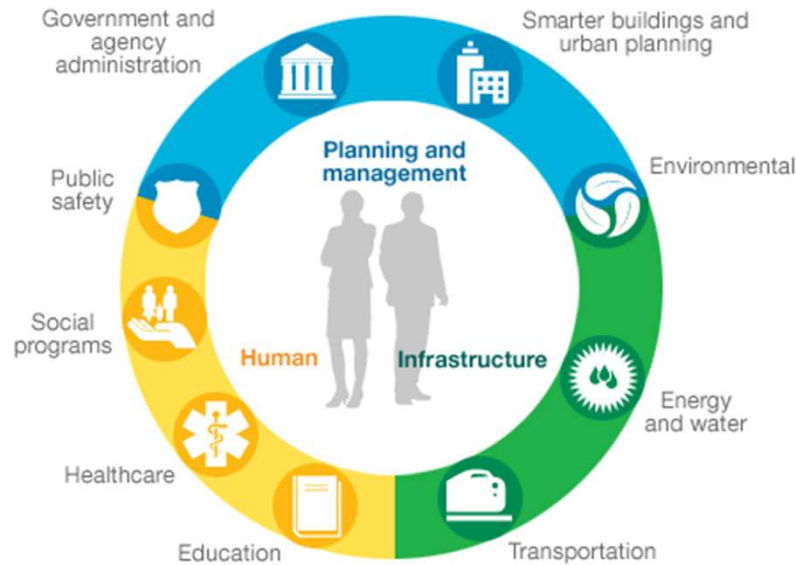 Government and
agency
administration
Smarter buildings and
urban planning
Planning and
management
Public
safety
Environmental
Social
programs
Human
Infrastructure
Energy
and water
Healthcare
Education
Transportation